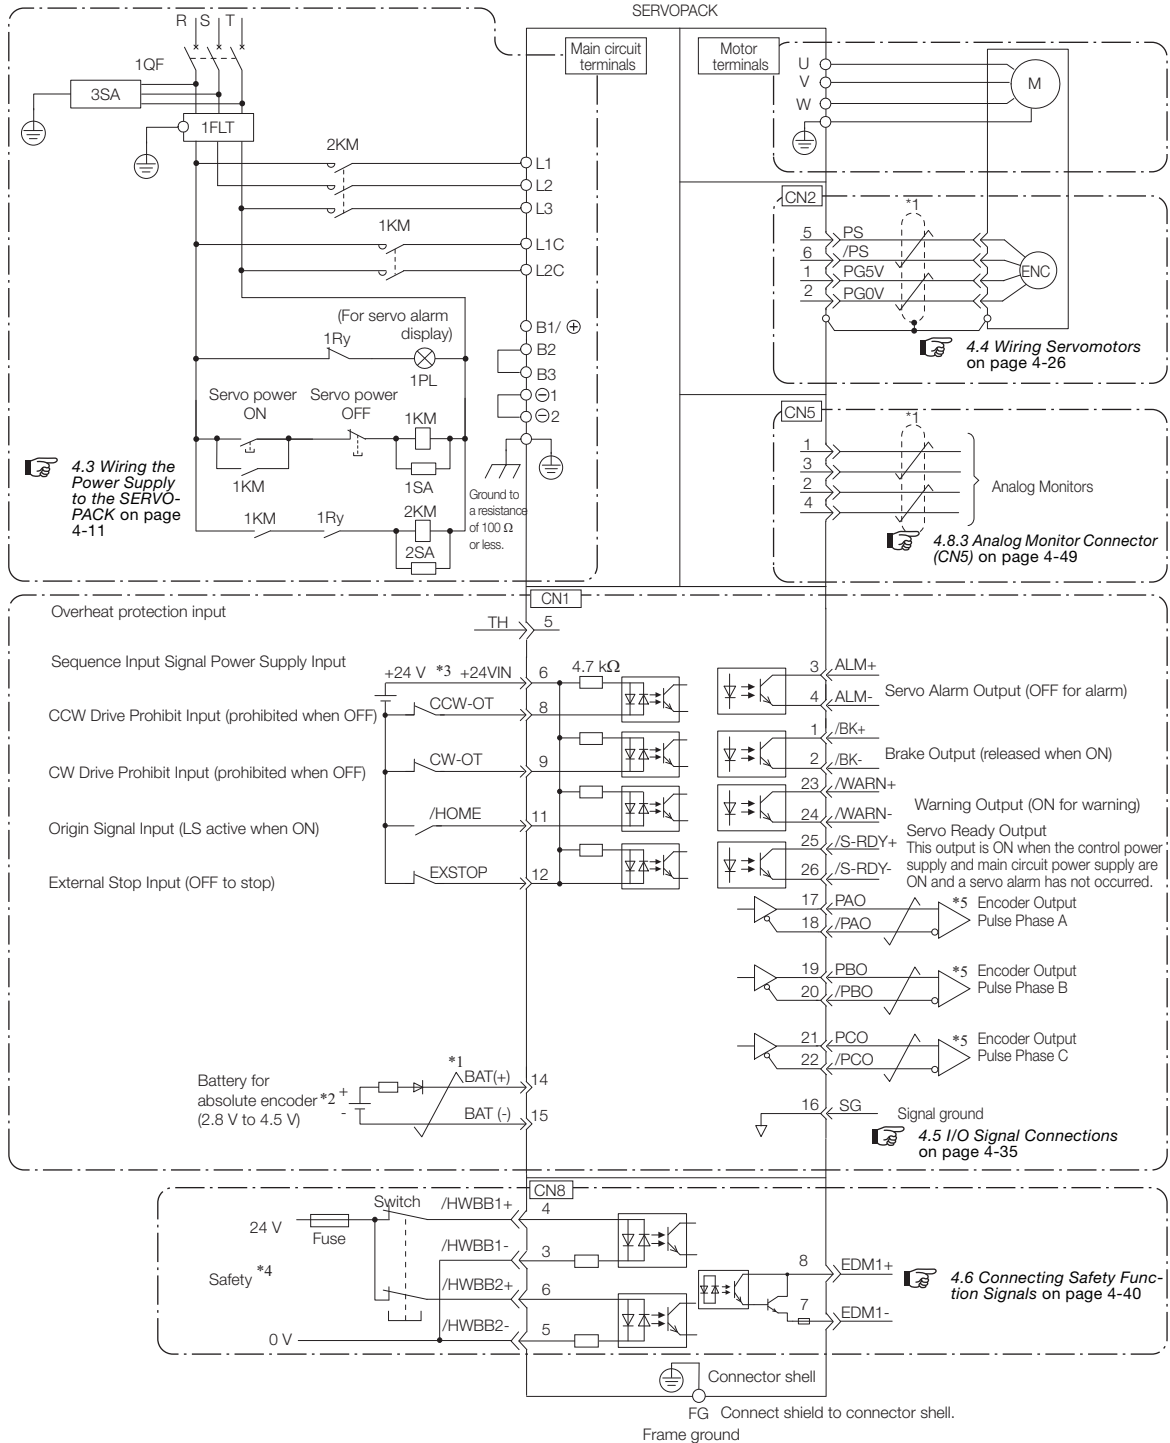 SERVOPACK
R S T
Main circuit
terminals
Motor
terminals
1QF
3SA
1FLT
U
V
W
M
2KM
L1
L2
L3
1KM
L1C
L2C
CN2
*1
5 PS
6 /PS
1 PG5V
2 PG0V
ENC
4.4 Wiring Servomotors
on page 4-26
(For servo alarm
display)
1Ry
1PL
B1/ ⊕
B2
B3
⊖1
⊖2
Servo power
ON
Servo power
OFF
1KM
1KM
1SA
4.3 Wiring the
Power Supply
to the SERVO-
PACK on page
4-11
1KM
1Ry
2KM
2SA
Ground to
a resistance
of 100 Ω
or less.
CN5
*1
1
3
2
4
Analog Monitors
4.8.3 Analog Monitor Connector
(CN5) on page 4-49
CN1
Overheat protection input
TH 5
Sequence Input Signal Power Supply Input
+24 V *3 +24VIN 6 4.7 kΩ
CCW Drive Prohibit Input (prohibited when OFF)
CCW-OT 8
CW Drive Prohibit Input (prohibited when OFF)
CW-OT 9
Origin Signal Input (LS active when ON)
/HOME 11
External Stop Input (OFF to stop)
EXSTOP 12
3 ALM+
4 ALM-
Servo Alarm Output (OFF for alarm)
1 /BK+
2 /BK-
Brake Output (released when ON)
23 /WARN+
24 /WARN-
Warning Output (ON for warning)
25 /S-RDY+
26 /S-RDY-
Servo Ready Output
This output is ON when the control power
supply and main circuit power supply are
ON and a servo alarm has not occurred.
17 PAO
18 /PAO
*5 Encoder Output
Pulse Phase A
19 PBO
20 /PBO
*5 Encoder Output
Pulse Phase B
21 PCO
22 /PCO
*5 Encoder Output
Pulse Phase C
Battery for
absolute encoder *2
(2.8 V to 4.5 V)
+
-
*1
BAT(+) 14
BAT (-) 15
16 SG
Signal ground
4.5 I/O Signal Connections
on page 4-35
CN8
24 V
Fuse
Switch
Safety *4
0 V
/HWBB1+ 4
/HWBB1- 3
/HWBB2+ 6
/HWBB2- 5
8 EDM1+
7 EDM1-
4.6 Connecting Safety Func-
tion Signals on page 4-40
Connector shell
FG Connect shield to connector shell.
Frame ground